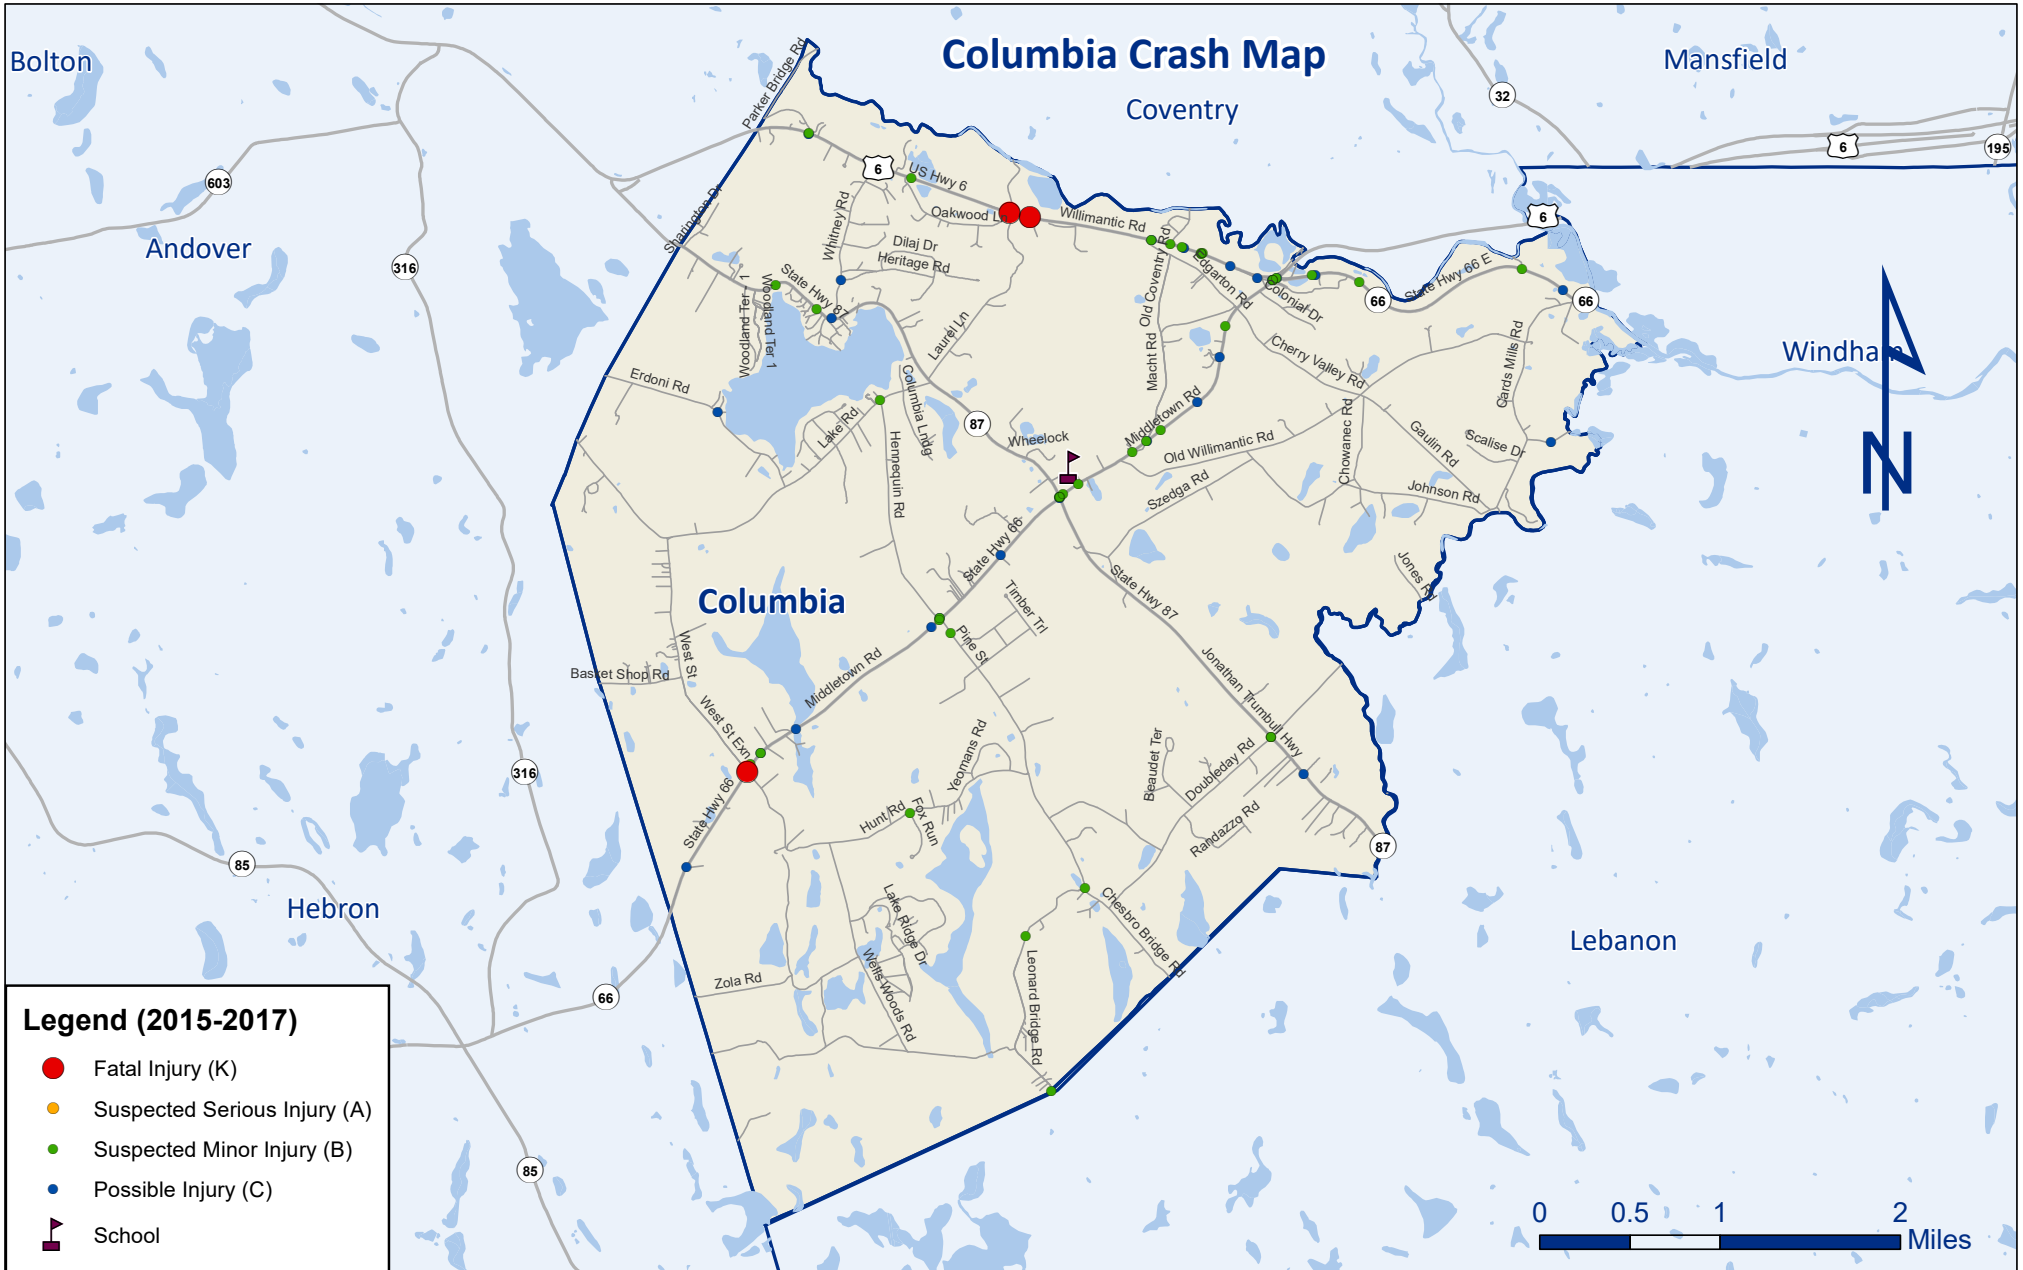 Columbia Crash Map
Bolton
Mansfield
Coventry
32
6
195
603
Andover
316
Parker Bridge Rd
6
US Hwy 6
Sharington Dr
Whitney Rd
Oakwood Ln
Willimantic Rd
6
Dilaj Dr
Heritage Rd
Old Coventry Rd
Edgarton Rd
Colonial Dr
State Hwy 66 E
66
66
Woodland Ter 1
Woodland Ter 1
State Hwy 87
Laurel Ln
Macht Rd
Cherry Valley Rd
Cards Mills Rd
Windham
Erdoni Rd
Columbia Lndg
Lake Rd
87
Wheelock
Middletown Rd
Old Willimantic Rd
Chowanec Rd
Gaulin Rd
Scalise Dr
Hennequin Rd
Szedga Rd
Johnson Rd
N
State Hwy 66
Columbia
Timber Trl
State Hwy 87
Jones Rd
West St
Pine St
Basket Shop Rd
Middletown Rd
Jonathan Trumbull Hwy
West St Exn
316
State Hwy 66
Yeomans Rd
Beaudet Ter
Doubleday Rd
Hunt Rd
Fox Run
Randazzo Rd
87
85
Hebron
Lake Ridge Dr
Chesbro Bridge Rd
Lebanon
Wells Woods Rd
Leonard Bridge Rd
Zola Rd
66
85
Legend (2015-2017)
Fatal Injury (K)
Suspected Serious Injury (A)
Suspected Minor Injury (B)
Possible Injury (C)
School
0 0.5 1 2
Miles